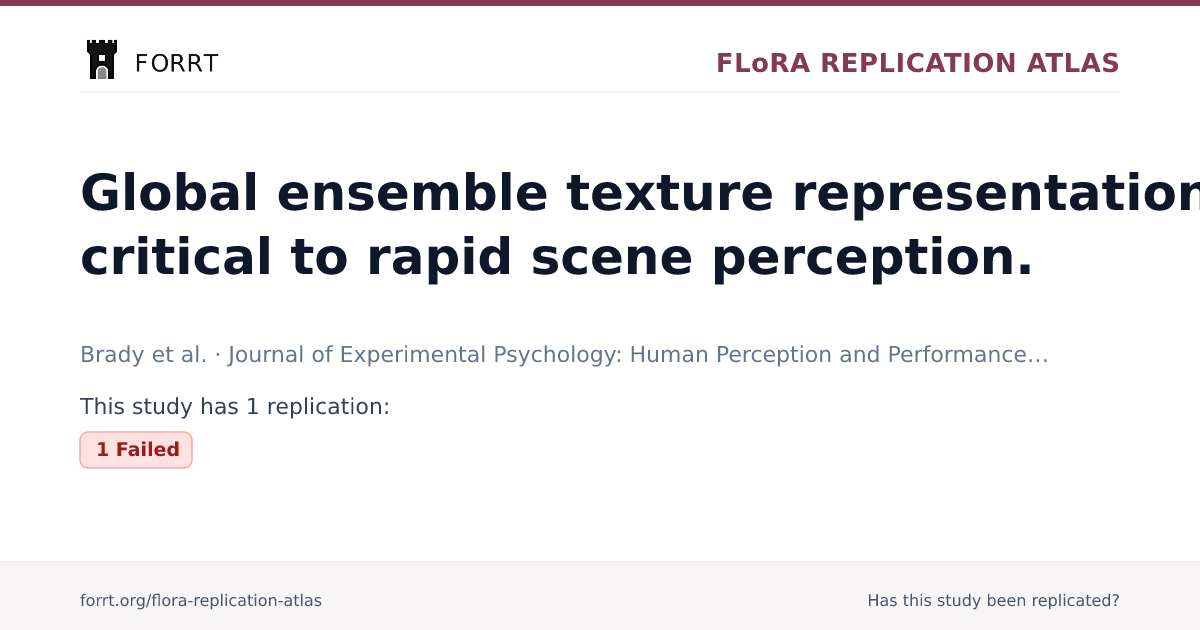 FORRT
FLoRA REPLICATION ATLAS
Global ensemble texture representation
critical to rapid scene perception.
Brady et al. · Journal of Experimental Psychology: Human Perception and Performance…
This study has 1 replication:
1 Failed
forrt.org/flora-replication-atlas
Has this study been replicated?